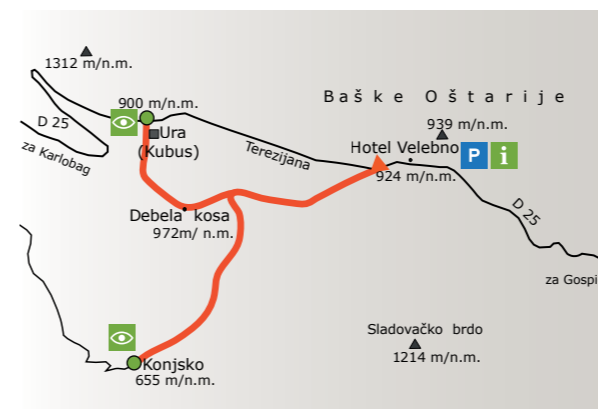 1312 m/n.m.
900 m/n.m.
Baške Oštarije
D 25
939 m/n.m.
Ura
(Kubus)
Terezijana
Hotel Velebno
P i
za Karlobag
924 m/n.m.
D 25
Debela kosa
972m/ n.m.
za Gospi
Sladovačko brdo
1214 m/n.m.
Konjsko
655 m/n.m.